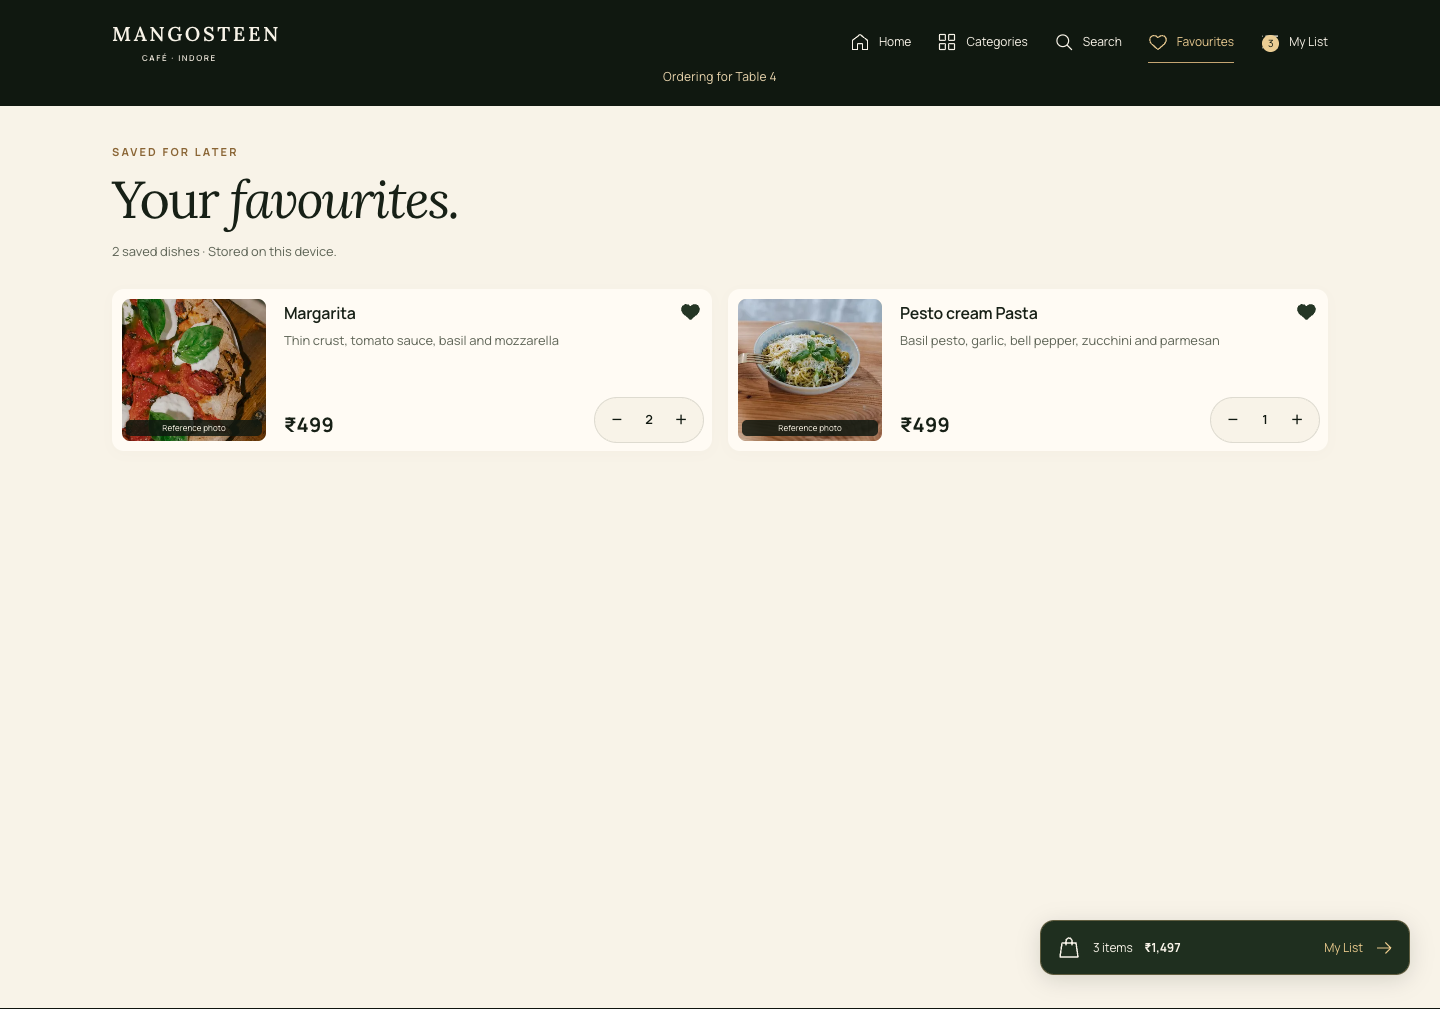 MANGOSTEEN
CAFÉ · INDORE
Home
Categories
Search
Favourites
3
My List
Ordering for Table 4
SAVED FOR LATER
Your favourites.
2 saved dishes · Stored on this device.
Margarita
Thin crust, tomato sauce, basil and mozzarella
Reference photo
₹499
− 2 +
Pesto cream Pasta
Basil pesto, garlic, bell pepper, zucchini and parmesan
Reference photo
₹499
− 1 +
3 items ₹1,497 My List →